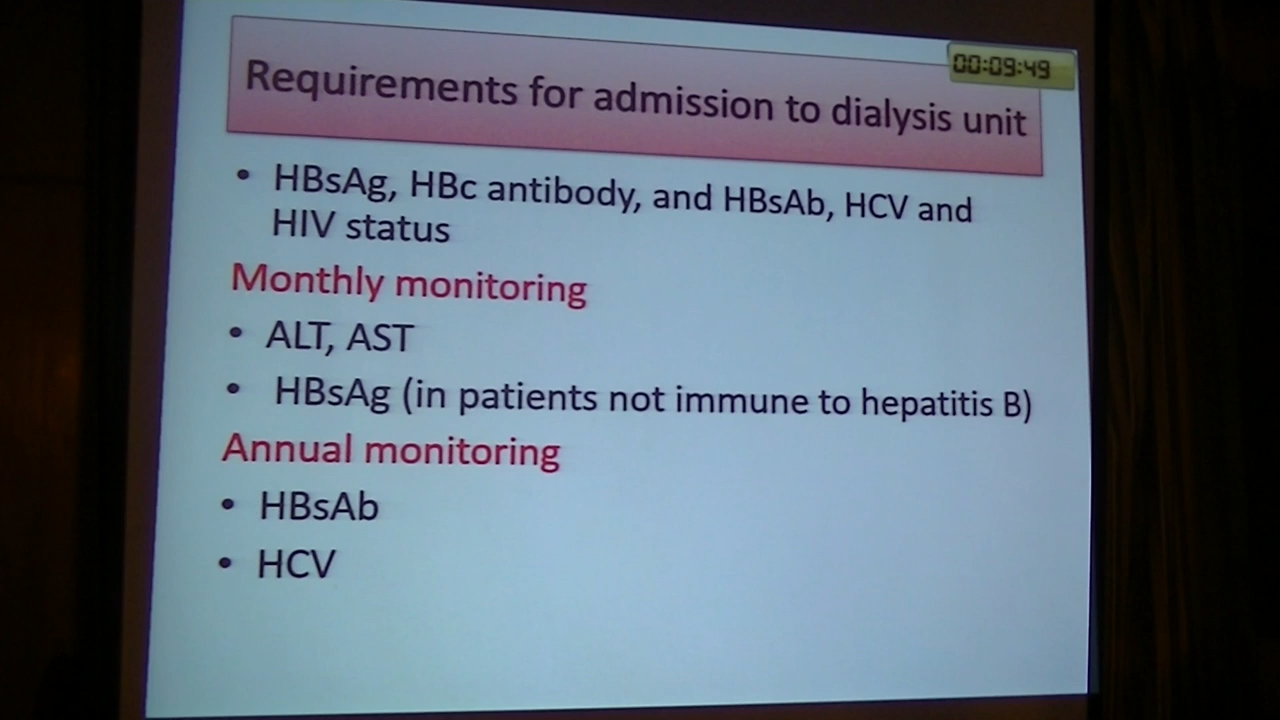 00:09:49
Requirements for admission to dialysis unit
• HBsAg, HBc antibody, and HBsAb, HCV and
HIV status
Monthly monitoring
• ALT, AST
• HBsAg (in patients not immune to hepatitis B)
Annual monitoring
• HBsAb
• HCV